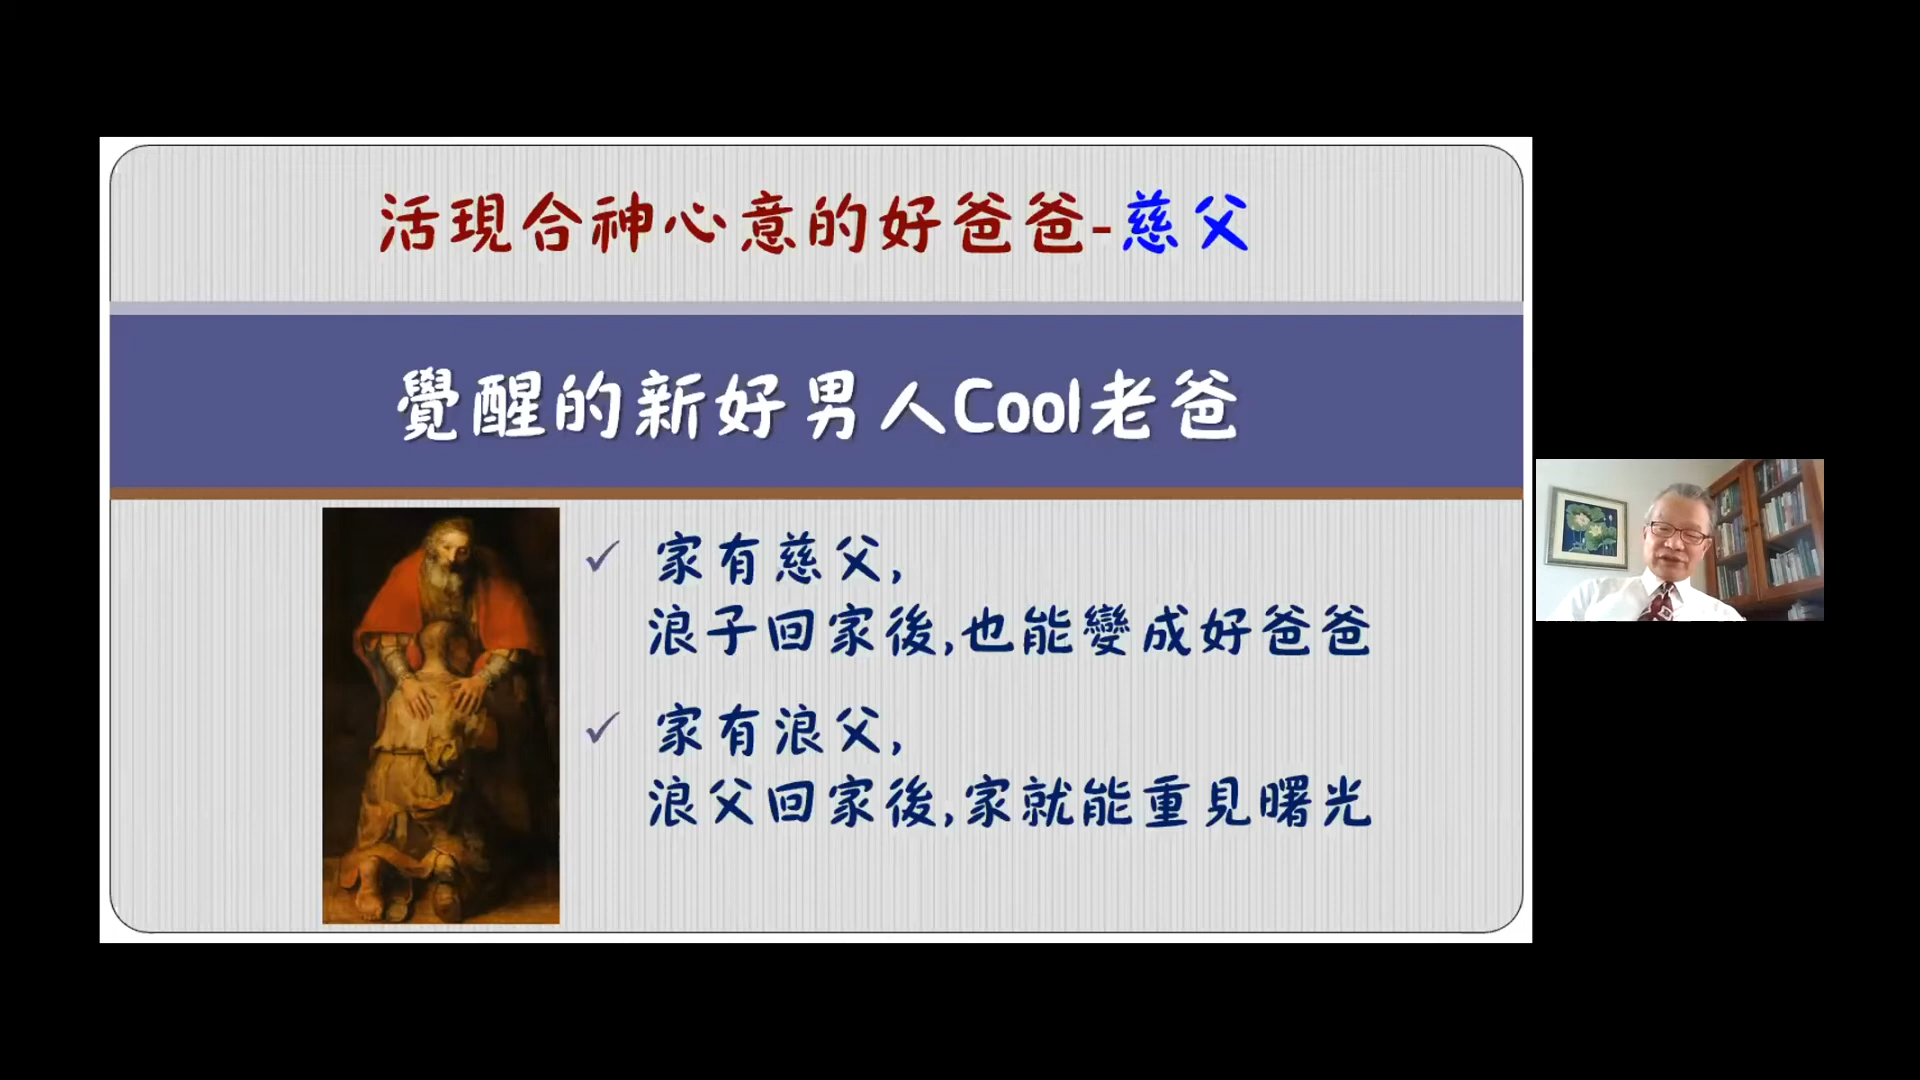 活現合神心意的好爸爸-慈父
覺醒的新好男人Cool老爸
✓ 家有慈父,
浪子回家後,也能變成好爸爸
✓ 家有浪父,
浪父回家後,家就能重見曙光